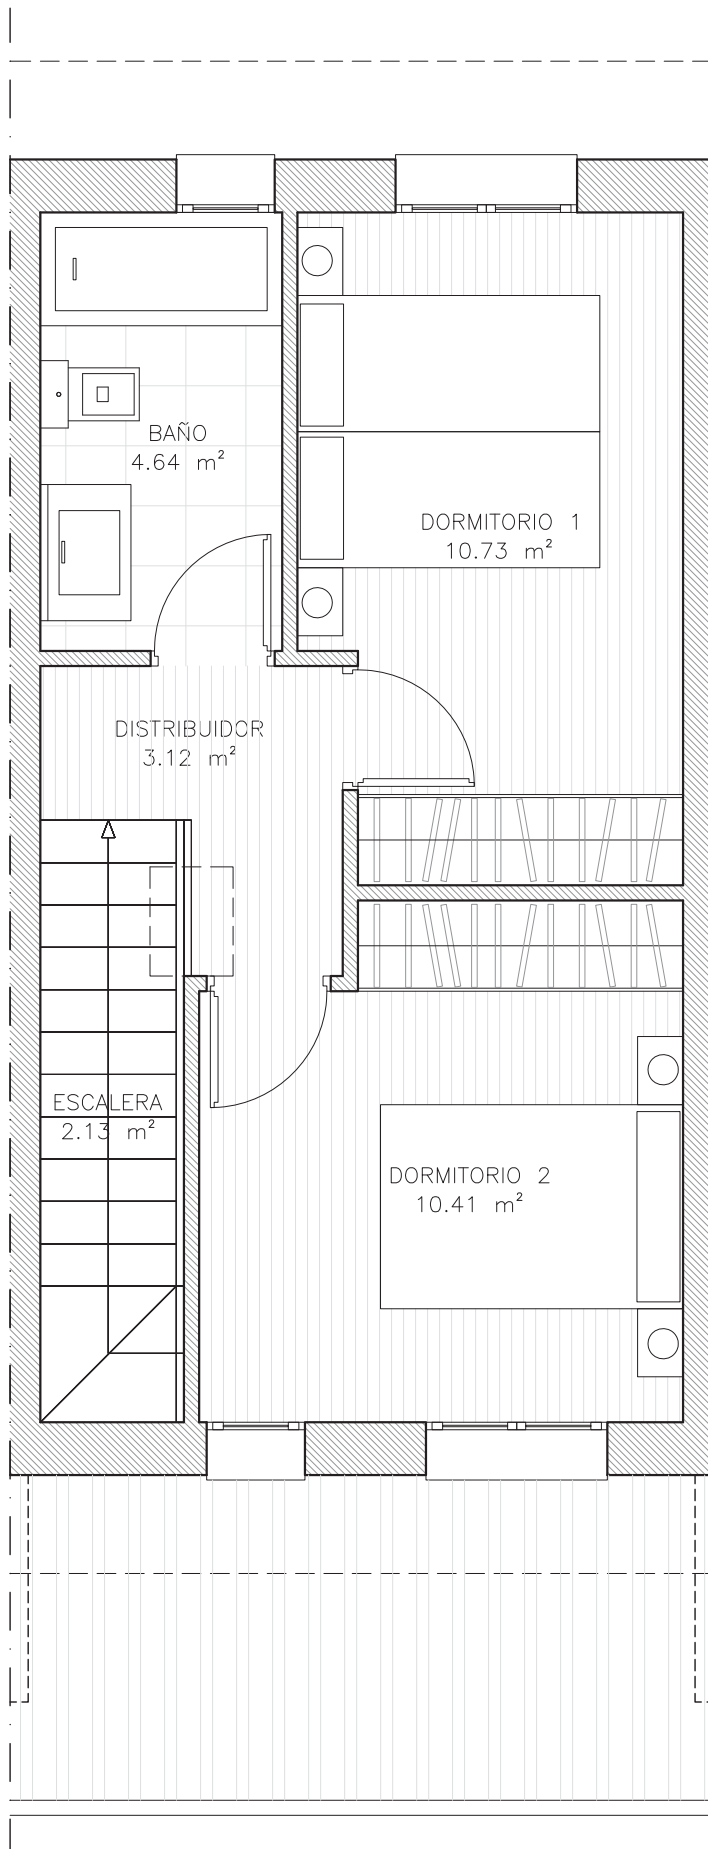 BAÑO
4.64 m²
DORMITORIO 1
10.73 m²
DISTRIBUIDOR
3.12 m²
ESCALERA
2.13 m²
DORMITORIO 2
10.41 m²